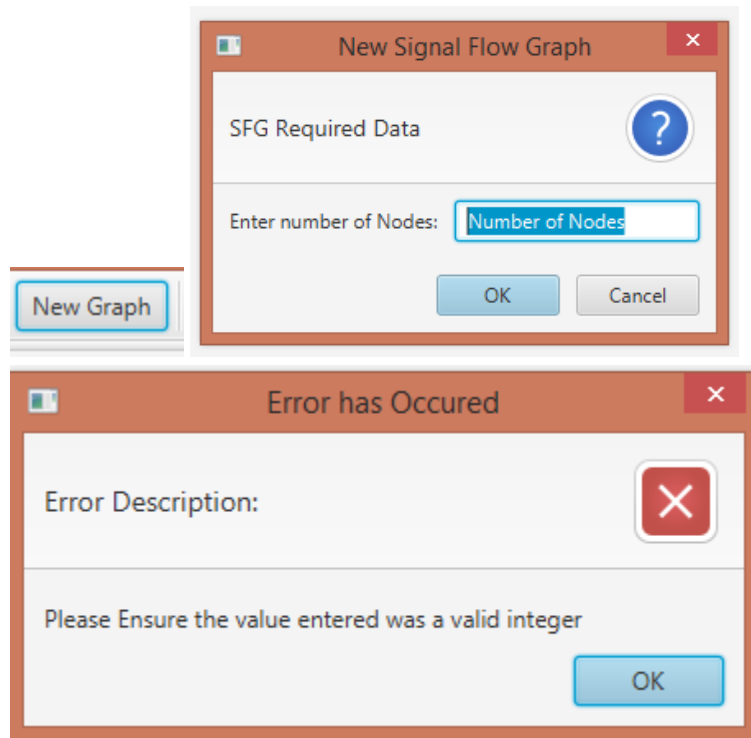 New Signal Flow Graph
SFG Required Data
?
Enter number of Nodes: Number of Nodes
OK Cancel
New Graph
Error has Occured
Error Description:
Please Ensure the value entered was a valid integer
OK